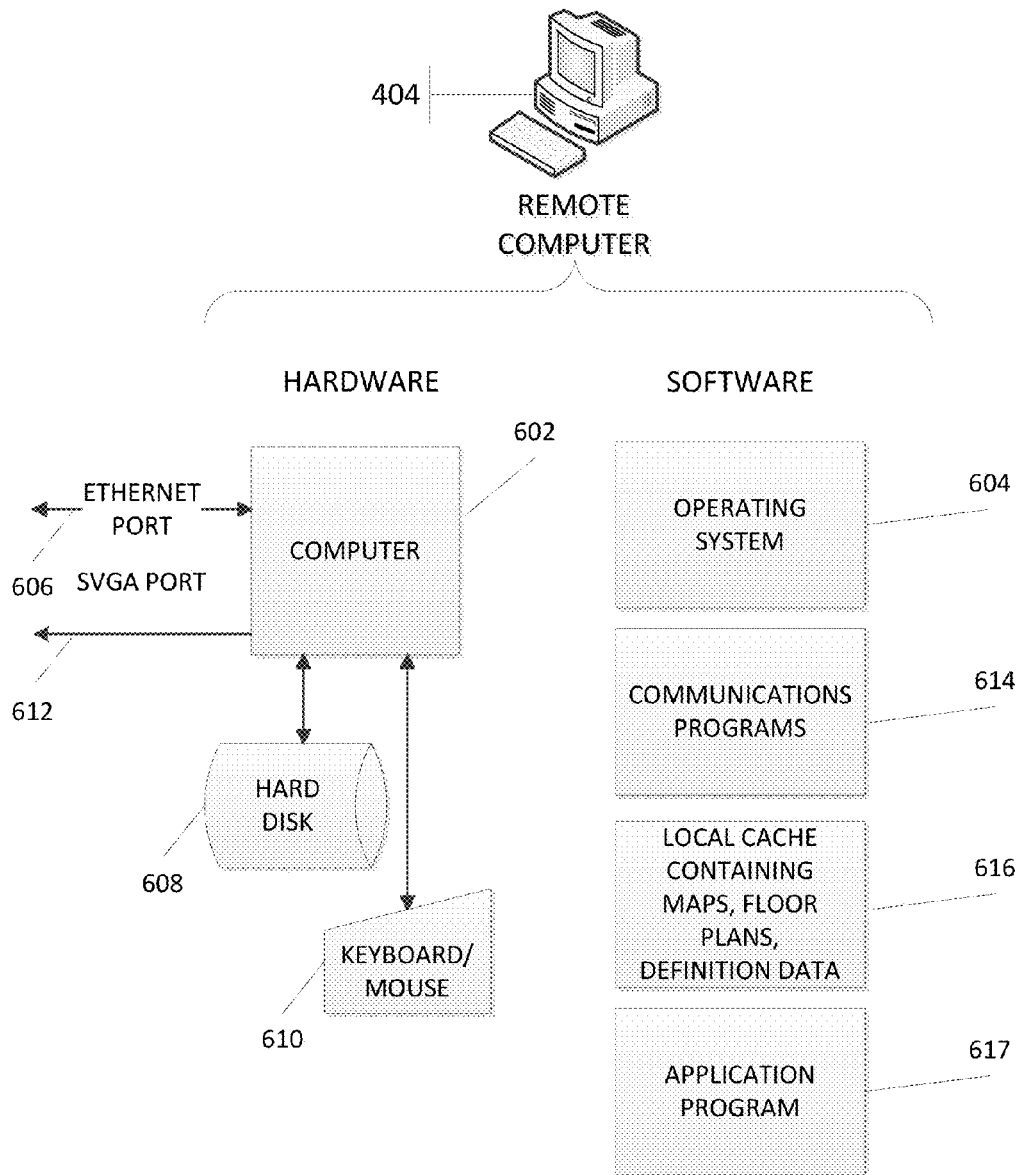 404
REMOTE
COMPUTER
HARDWARE
SOFTWARE
602
ETHERNET
PORT
606
SVGA PORT
COMPUTER
612
OPERATING
SYSTEM
604
COMMUNICATIONS
PROGRAMS
614
HARD
DISK
608
LOCAL CACHE
CONTAINING
MAPS, FLOOR
PLANS,
DEFINITION DATA
616
KEYBOARD/
MOUSE
610
APPLICATION
PROGRAM
617